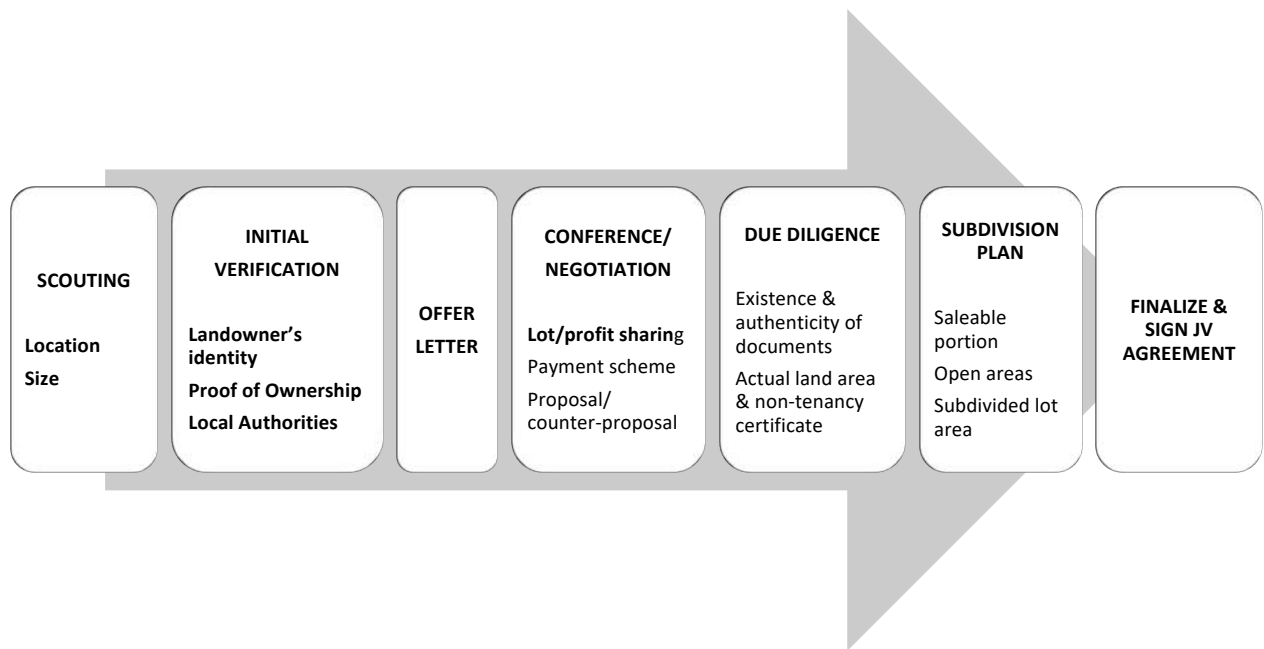 SCOUTING
Location
Size
INITIAL
VERIFICATION
Landowner’s
identity
Proof of Ownership
Local Authorities
OFFER
LETTER
CONFERENCE/
NEGOTIATION
Lot/profit sharing
Payment scheme
Proposal/
counter-proposal
DUE DILIGENCE
Existence &
authenticity of
documents
Actual land area
& non-tenancy
certificate
SUBDIVISION
PLAN
Saleable
portion
Open areas
Subdivided lot
area
FINALIZE &
SIGN JV
AGREEMENT